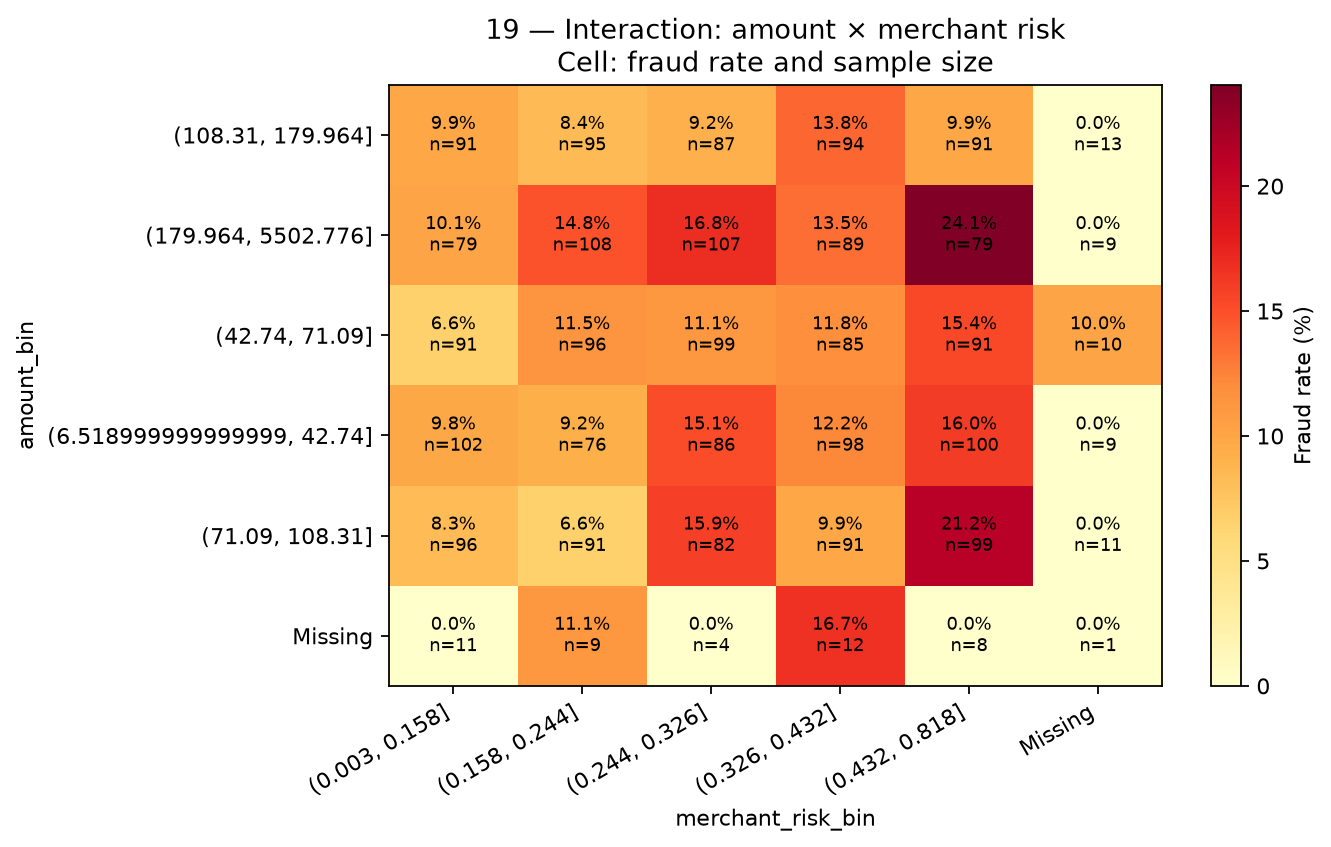 19 — Interaction: amount × merchant risk
Cell: fraud rate and sample size
amount_bin
(108.31, 179.964]
9.9% 8.4% 9.2% 13.8% 9.9% 0.0%
n=91 n=95 n=87 n=94 n=91 n=13
(179.964, 5502.776]
10.1% 14.8% 16.8% 13.5% 24.1% 0.0%
n=79 n=108 n=107 n=89 n=79 n=9
(42.74, 71.09]
6.6% 11.5% 11.1% 11.8% 15.4% 10.0%
n=91 n=96 n=99 n=85 n=91 n=10
(6.518999999999999, 42.74]
9.8% 9.2% 15.1% 12.2% 16.0% 0.0%
n=102 n=76 n=86 n=98 n=100 n=9
(71.09, 108.31]
8.3% 6.6% 15.9% 9.9% 21.2% 0.0%
n=96 n=91 n=82 n=91 n=99 n=11
Missing
0.0% 11.1% 0.0% 16.7% 0.0% 0.0%
n=11 n=9 n=4 n=12 n=8 n=1
(0.003, 0.158] (0.158, 0.244] (0.244, 0.326] (0.326, 0.432] (0.432, 0.818] Missing
merchant_risk_bin
20
15
10
5
0
Fraud rate (%)